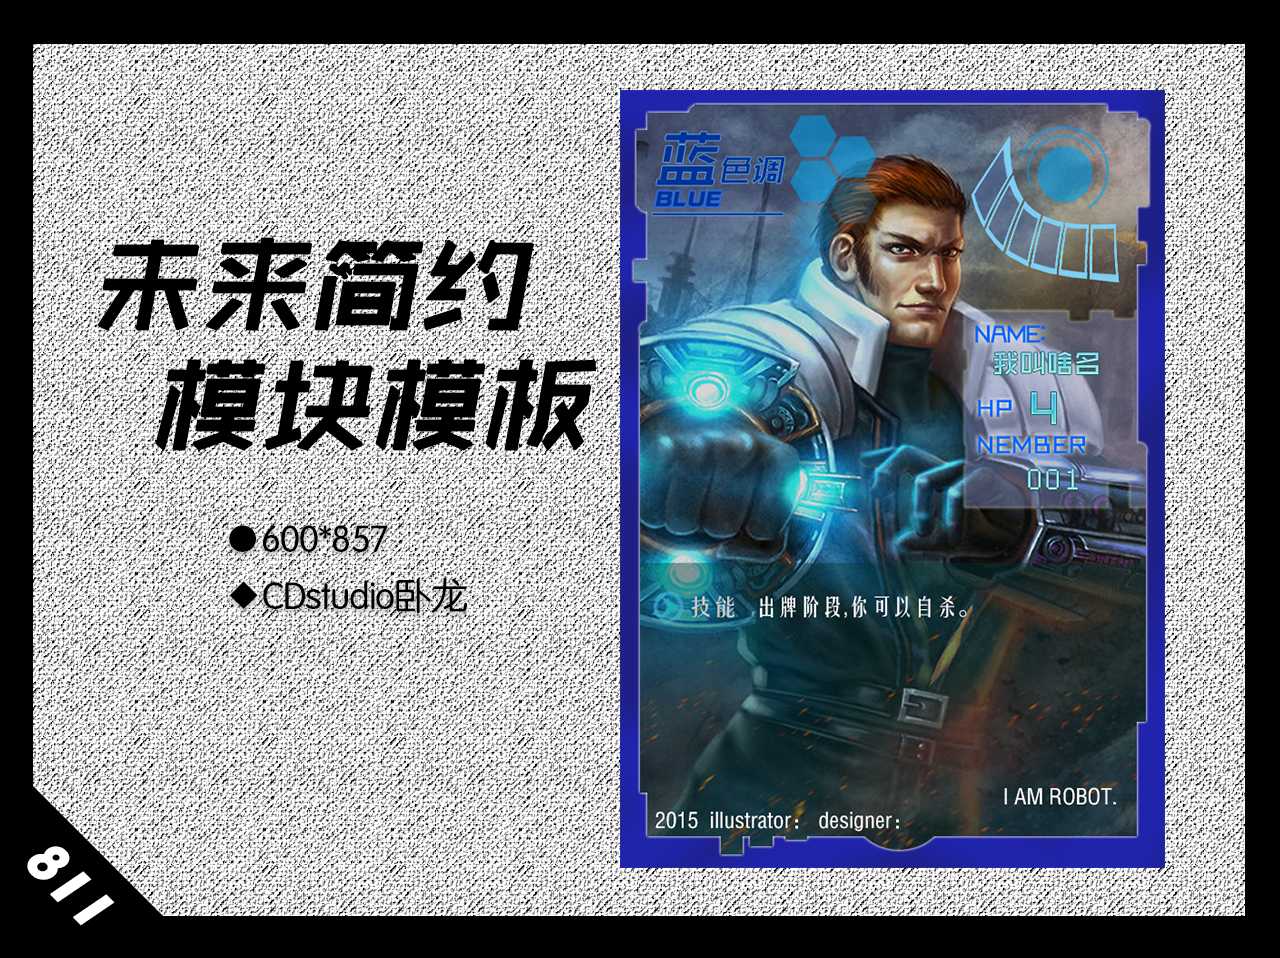 未来简约
模块模板
●600*857
◆CDstudio卧龙
811
蓝色调
BLUE
NAME:
我叫啥名
HP 4
NEMBER
001
技能 出牌阶段,你可以自杀。
I AM ROBOT.
2015 illustrator: designer: